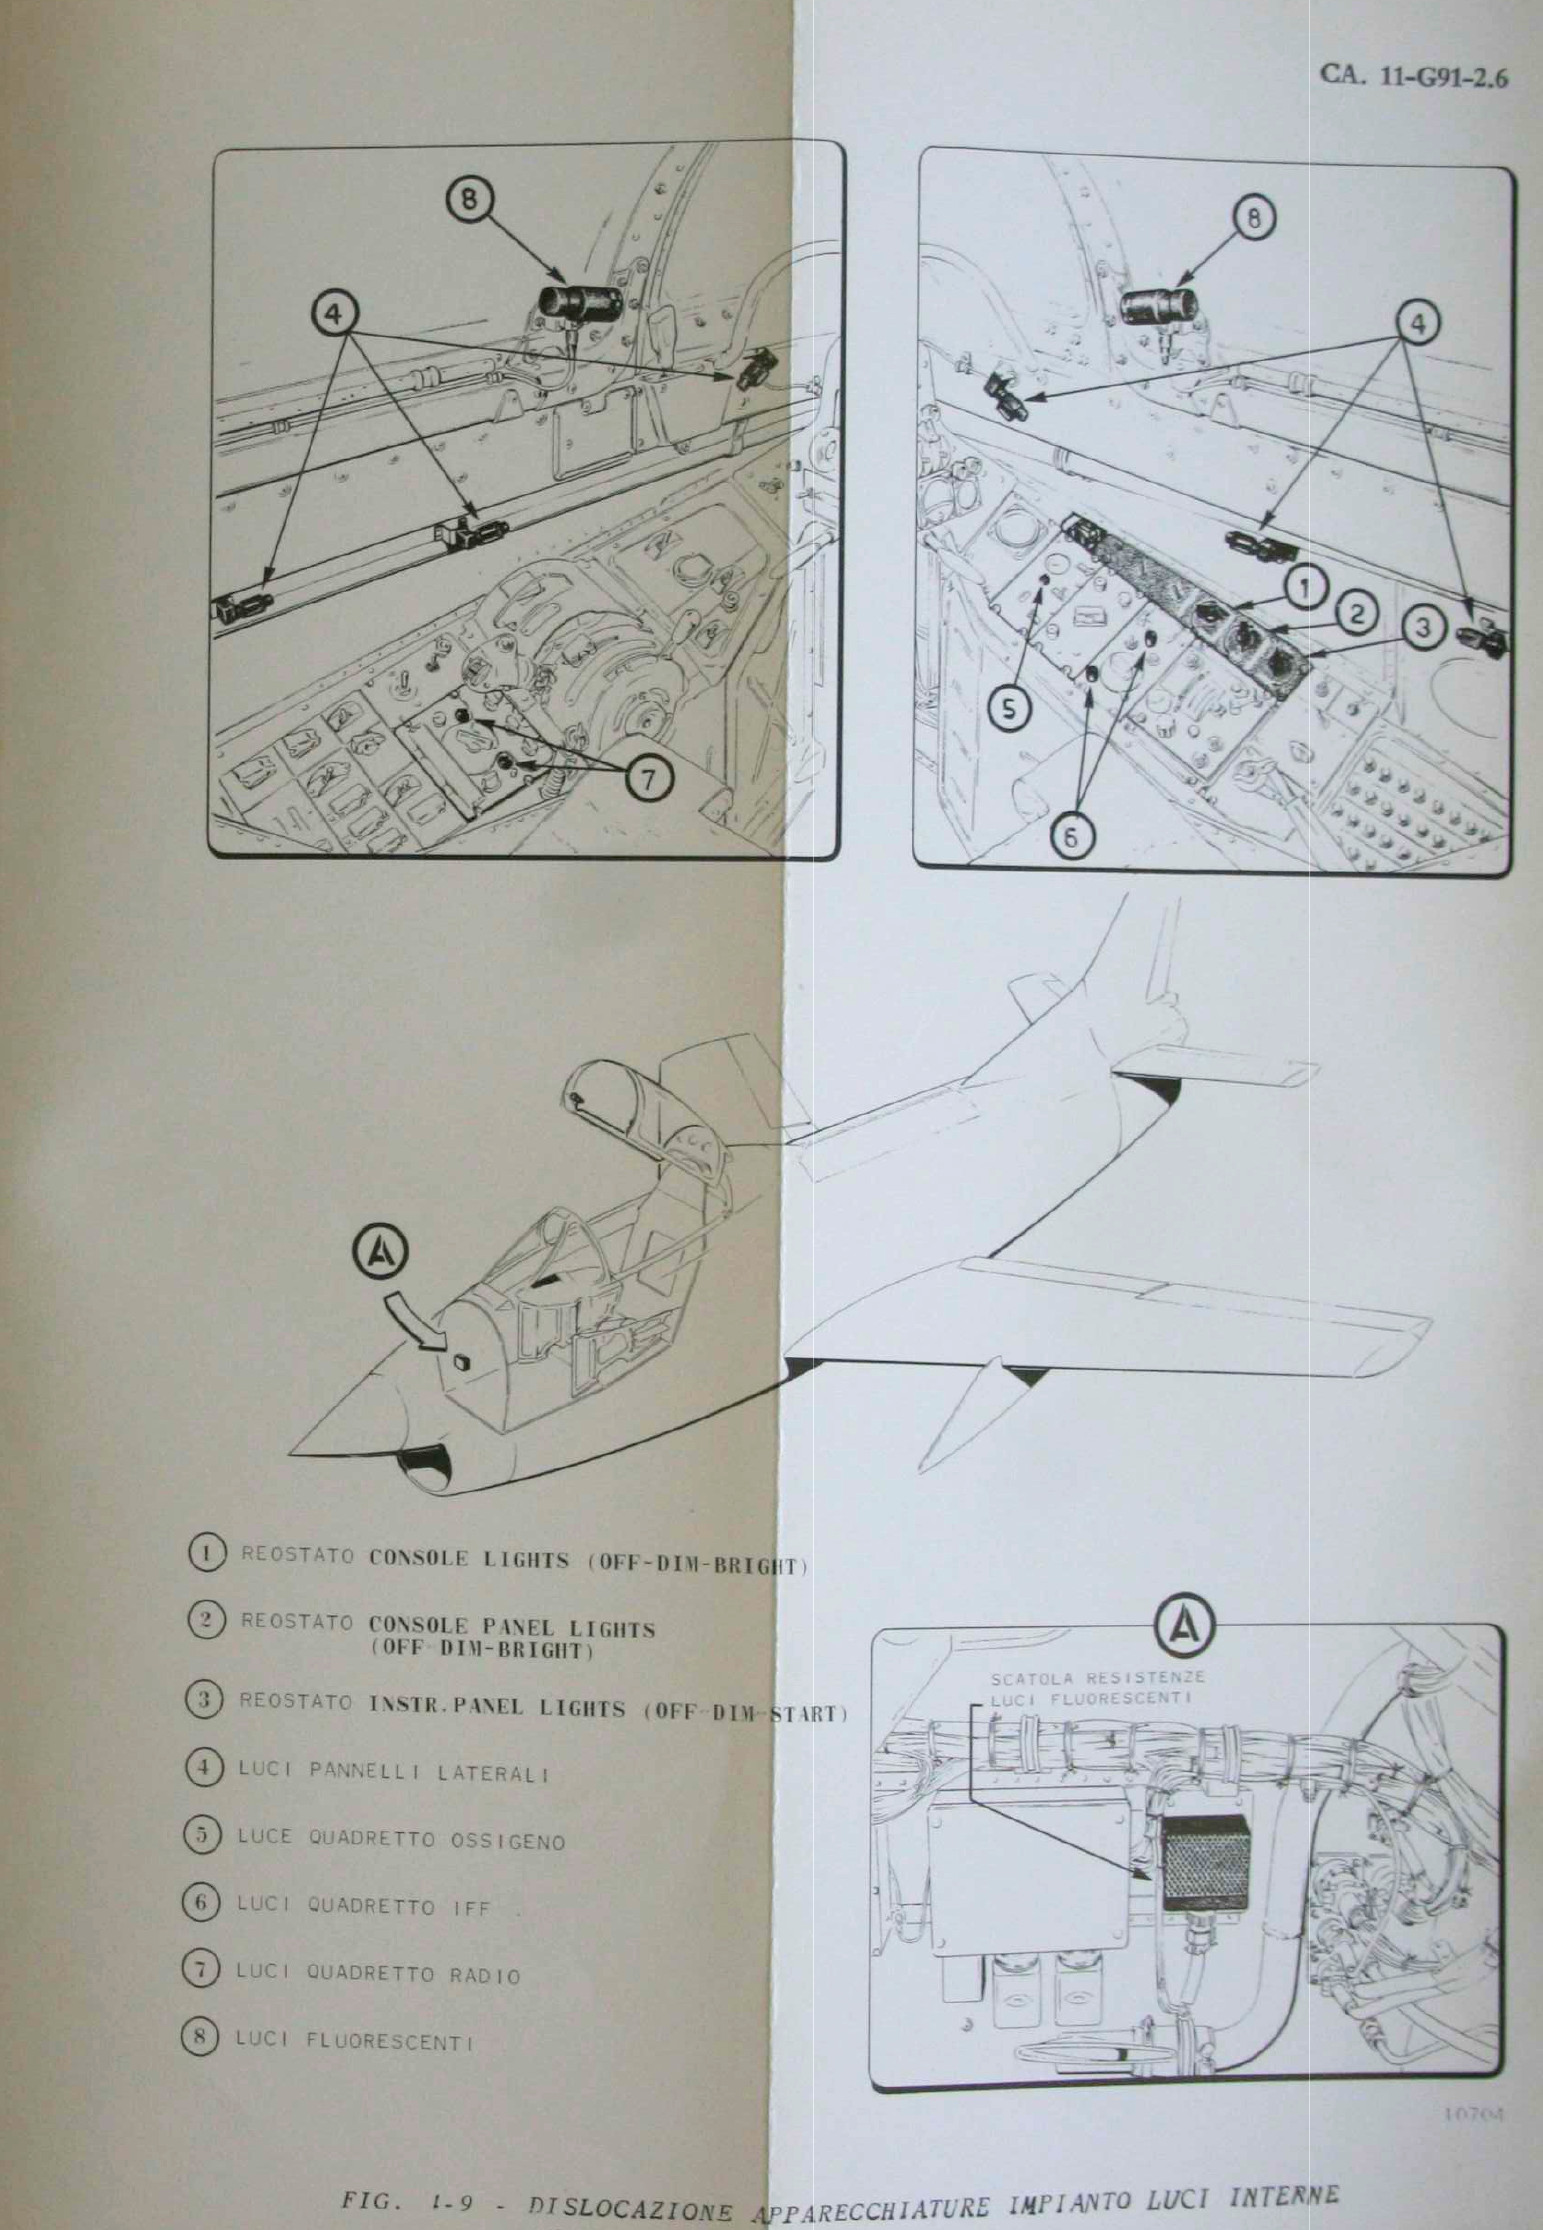 CA. 11-G91-2.6
8
4
7
8
4
1
2
3
5
6
A
1 REOSTATO CONSOLE LIGHTS (OFF-DIM-BRIGHT)
2 REOSTATO CONSOLE PANEL LIGHTS
(OFF-DIM-BRIGHT)
3 REOSTATO INSTR.PANEL LIGHTS (OFF-DIM-START)
4 LUCI PANNELLI LATERALI
5 LUCE QUADRETTO OSSIGENO
6 LUCI QUADRETTO IFF
7 LUCI QUADRETTO RADIO
8 LUCI FLUORESCENTI
A
SCATOLA RESISTENZE
LUCI FLUORESCENTI
10704
FIG. 1-9 - DISLOCAZIONE APPARECCHIATURE IMPIANTO LUCI INTERNE